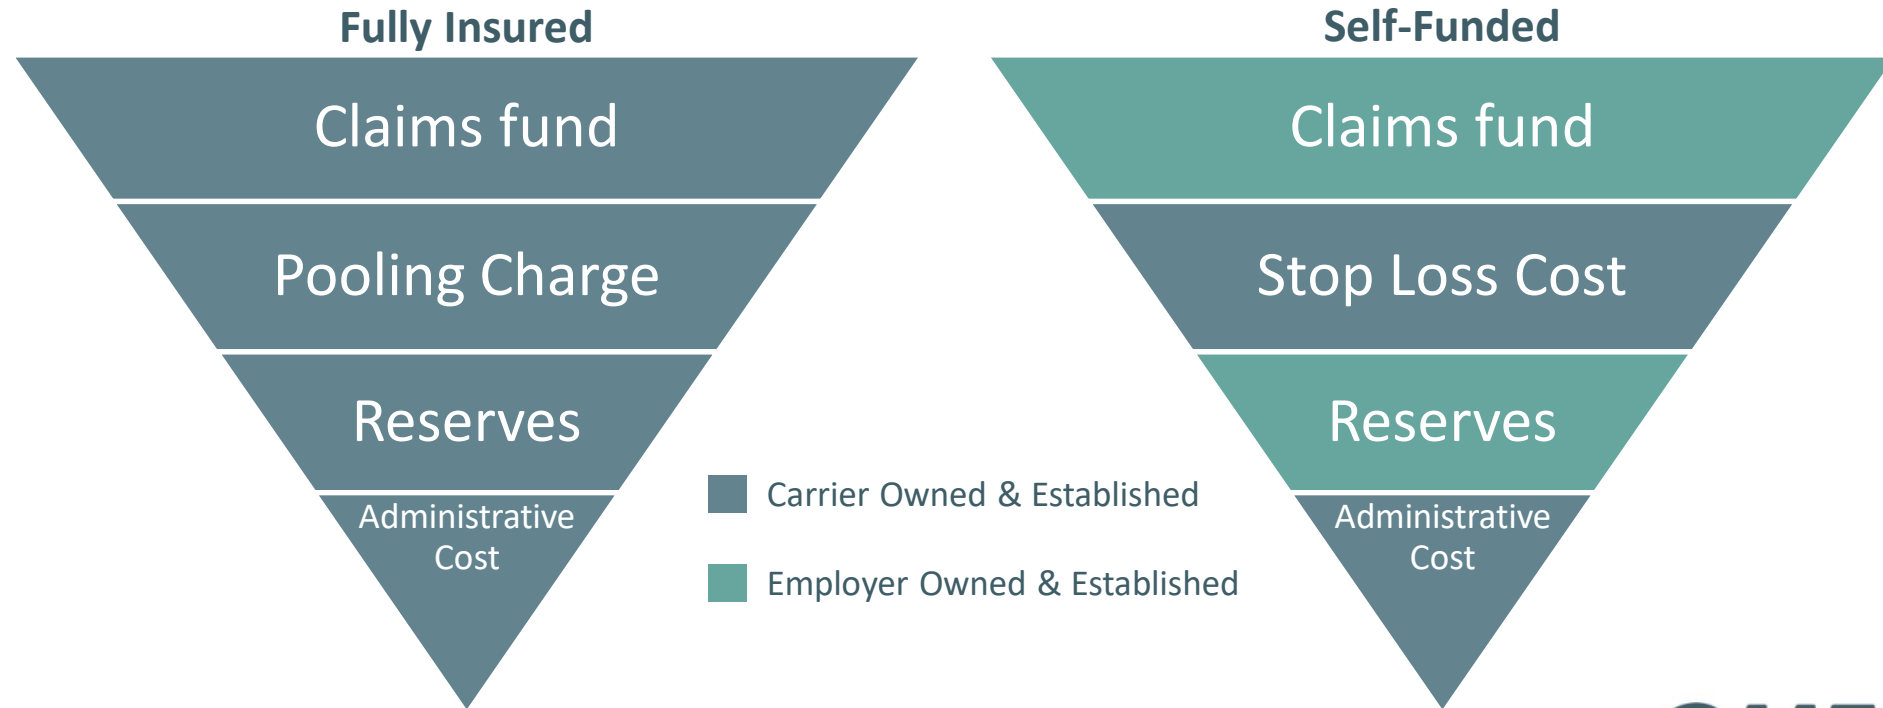 Fully Insured
Claims fund
Pooling Charge
Reserves
Administrative
Cost
Self-Funded
Claims fund
Stop Loss Cost
Reserves
Administrative
Cost
Carrier Owned & Established
Employer Owned & Established